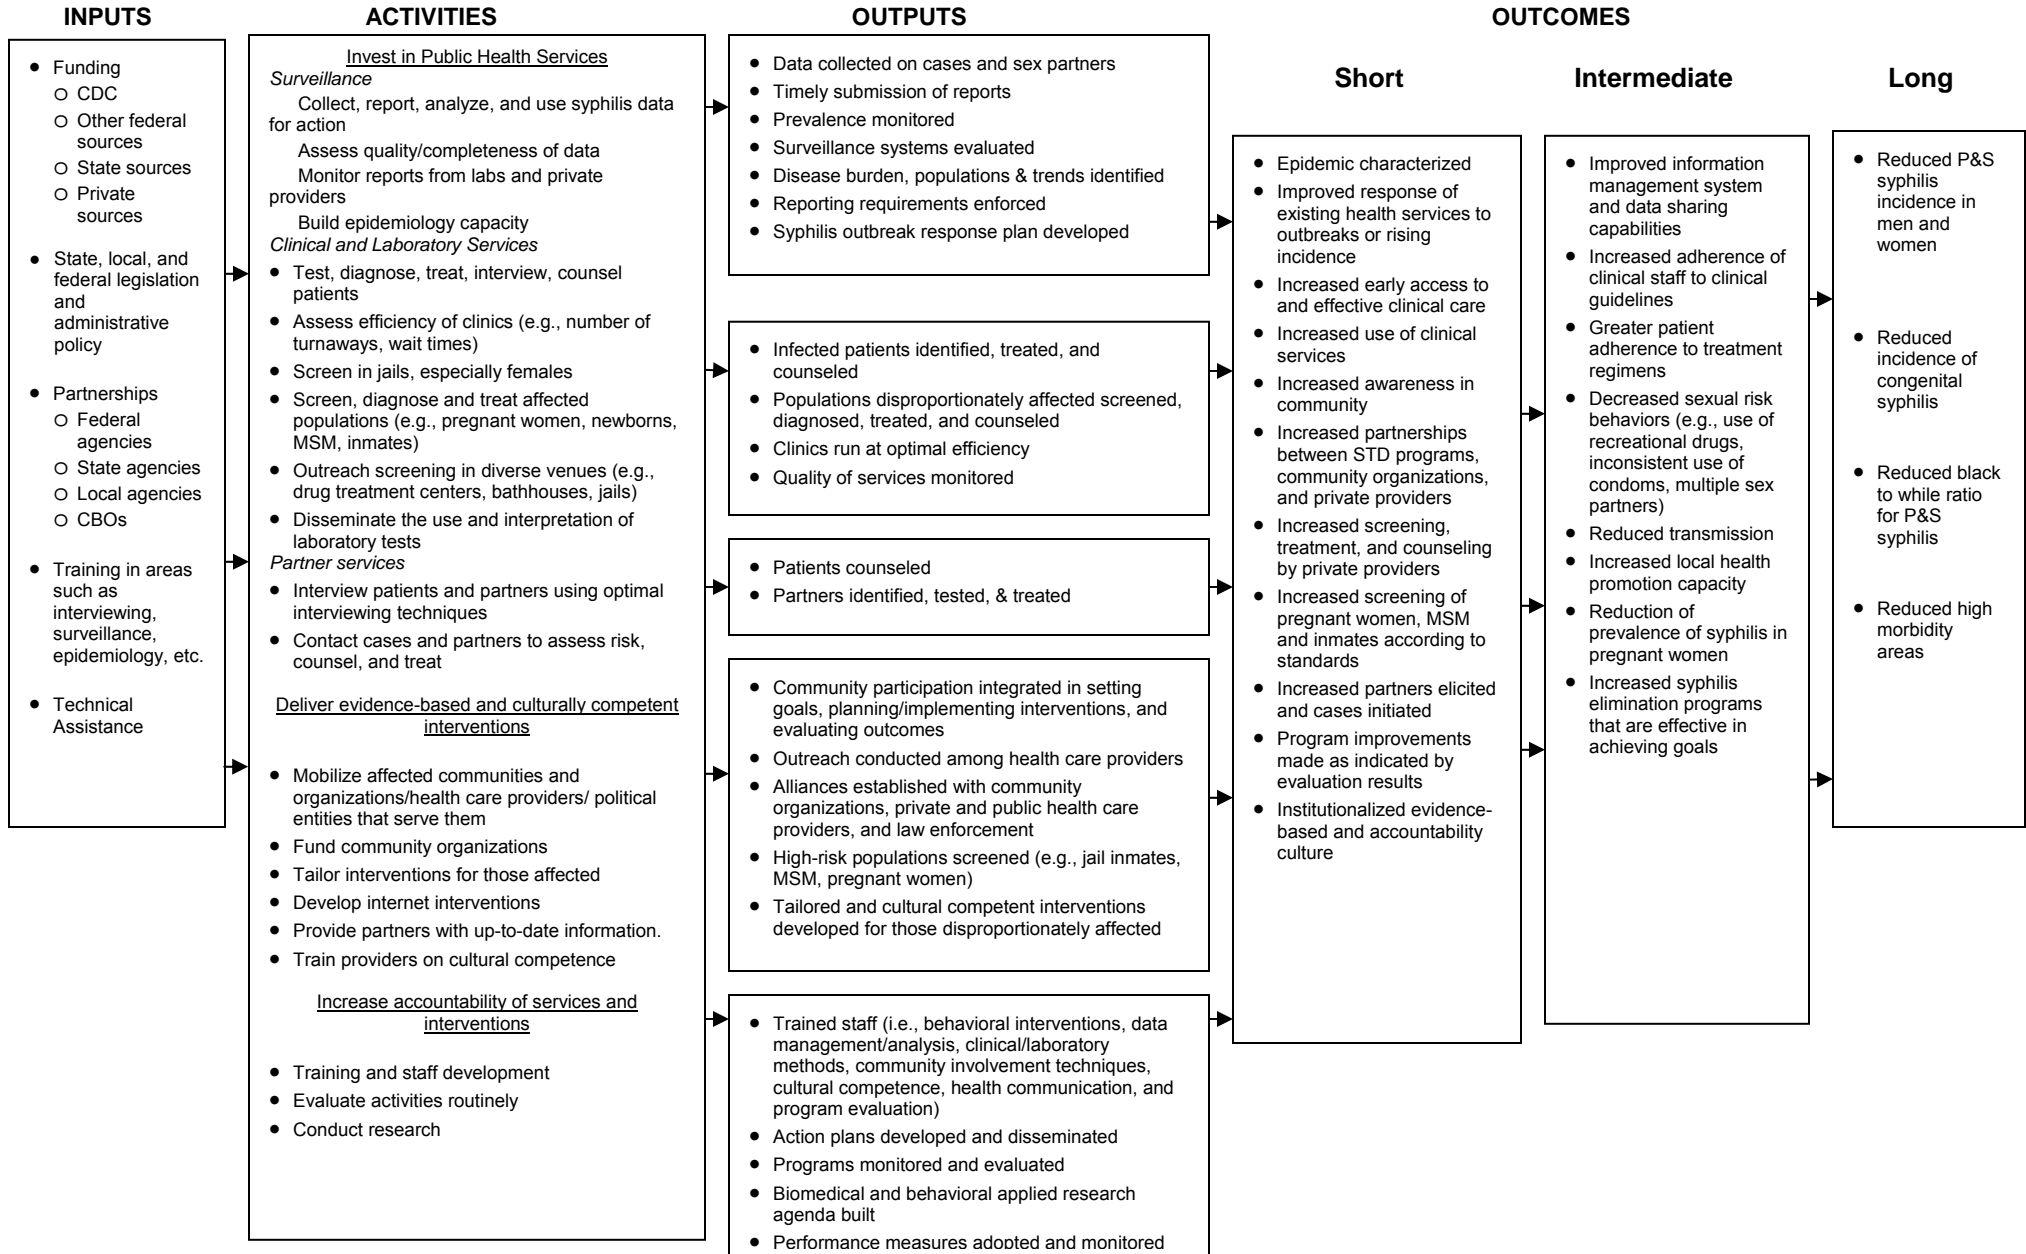 INPUTS
ACTIVITIES
OUTPUTS
OUTCOMES
• Funding
o CDC
o Other federal
sources
o State sources
o Private
sources
• State, local, and
federal legislation
and
administrative
policy
• Partnerships
o Federal
agencies
o State agencies
o Local agencies
o CBOs
• Training in areas
such as
interviewing,
surveillance,
epidemiology, etc.
• Technical
Assistance
Invest in Public Health Services
Surveillance
Collect, report, analyze, and use syphilis data
for action
Assess quality/completeness of data
Monitor reports from labs and private
providers
Build epidemiology capacity
Clinical and Laboratory Services
• Test, diagnose, treat, interview, counsel
patients
• Assess efficiency of clinics (e.g., number of
turnaways, wait times)
• Screen in jails, especially females
• Screen, diagnose and treat affected
populations (e.g., pregnant women, newborns,
MSM, inmates)
• Outreach screening in diverse venues (e.g.,
drug treatment centers, bathhouses, jails)
• Disseminate the use and interpretation of
laboratory tests
Partner services
• Interview patients and partners using optimal
interviewing techniques
• Contact cases and partners to assess risk,
counsel, and treat
Deliver evidence-based and culturally competent
interventions
• Mobilize affected communities and
organizations/health care providers/ political
entities that serve them
• Fund community organizations
• Tailor interventions for those affected
• Develop internet interventions
• Provide partners with up-to-date information.
• Train providers on cultural competence
Increase accountability of services and
interventions
• Training and staff development
• Evaluate activities routinely
• Conduct research
• Data collected on cases and sex partners
• Timely submission of reports
• Prevalence monitored
• Surveillance systems evaluated
• Disease burden, populations & trends identified
• Reporting requirements enforced
• Syphilis outbreak response plan developed
• Infected patients identified, treated, and
counseled
• Populations disproportionately affected screened,
diagnosed, treated, and counseled
• Clinics run at optimal efficiency
• Quality of services monitored
• Patients counseled
• Partners identified, tested, & treated
• Community participation integrated in setting
goals, planning/implementing interventions, and
evaluating outcomes
• Outreach conducted among health care providers
• Alliances established with community
organizations, private and public health care
providers, and law enforcement
• High-risk populations screened (e.g., jail inmates,
MSM, pregnant women)
• Tailored and cultural competent interventions
developed for those disproportionately affected
• Trained staff (i.e., behavioral interventions, data
management/analysis, clinical/laboratory
methods, community involvement techniques,
cultural competence, health communication, and
program evaluation)
• Action plans developed and disseminated
• Programs monitored and evaluated
• Biomedical and behavioral applied research
agenda built
• Performance measures adopted and monitored
Short
• Epidemic characterized
• Improved response of
existing health services to
outbreaks or rising
incidence
• Increased early access to
and effective clinical care
• Increased use of clinical
services
• Increased awareness in
community
• Increased partnerships
between STD programs,
community organizations,
and private providers
• Increased screening,
treatment, and counseling
by private providers
• Increased screening of
pregnant women, MSM
and inmates according to
standards
• Increased partners elicited
and cases initiated
• Program improvements
made as indicated by
evaluation results
• Institutionalized evidence-
based and accountability
culture
Intermediate
• Improved information
management system
and data sharing
capabilities
• Increased adherence of
clinical staff to clinical
guidelines
• Greater patient
adherence to treatment
regimens
• Decreased sexual risk
behaviors (e.g., use of
recreational drugs,
inconsistent use of
condoms, multiple sex
partners)
• Reduced transmission
• Increased local health
promotion capacity
• Reduction of
prevalence of syphilis in
pregnant women
• Increased syphilis
elimination programs
that are effective in
achieving goals
Long
• Reduced P&S
syphilis
incidence in
men and
women
• Reduced
incidence of
congenital
syphilis
• Reduced black
to while ratio
for P&S
syphilis
• Reduced high
morbidity
areas